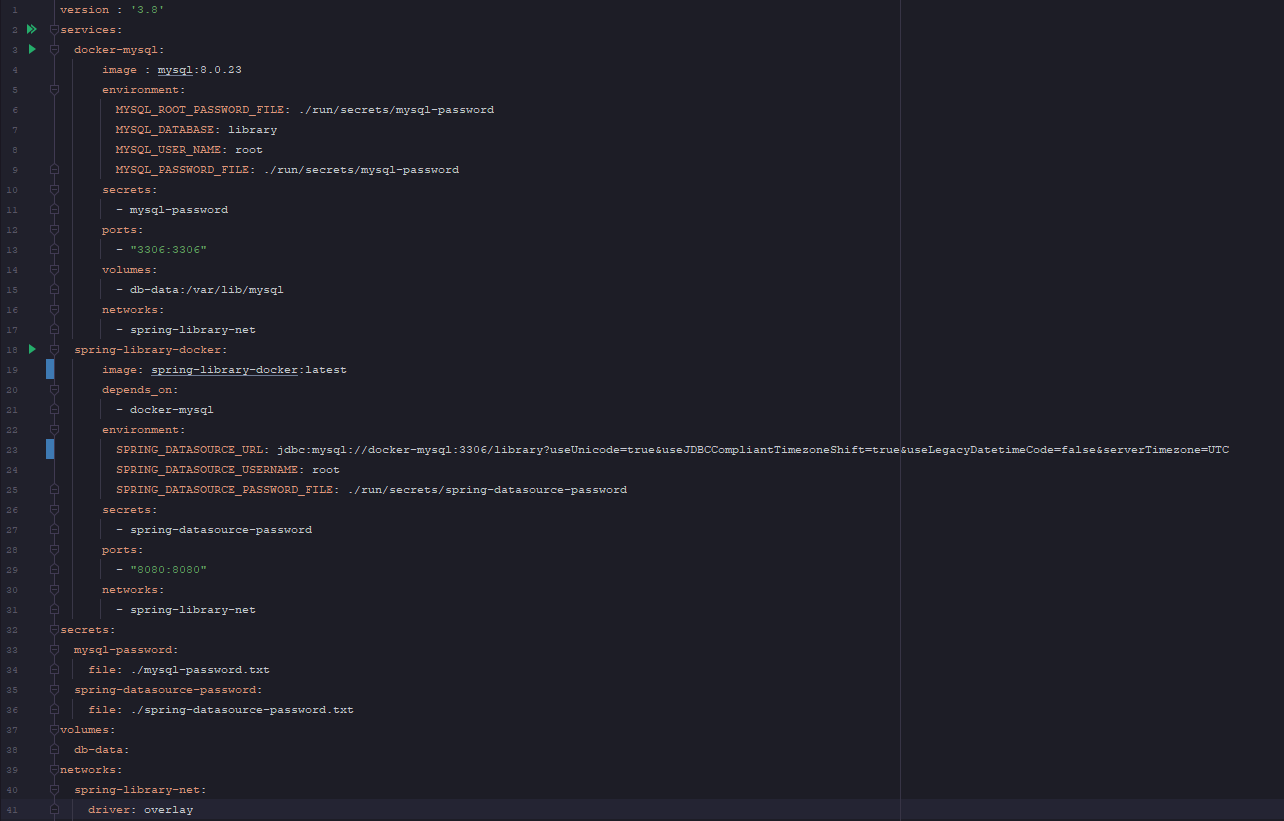 1 version : '3.8'
2 services:
3 docker-mysql:
4 image : mysql:8.0.23
5 environment:
6 MYSQL_ROOT_PASSWORD_FILE: ./run/secrets/mysql-password
7 MYSQL_DATABASE: library
8 MYSQL_USER_NAME: root
9 MYSQL_PASSWORD_FILE: ./run/secrets/mysql-password
10 secrets:
11 - mysql-password
12 ports:
13 - "3306:3306"
14 volumes:
15 - db-data:/var/lib/mysql
16 networks:
17 - spring-library-net
18 spring-library-docker:
19 image: spring-library-docker:latest
20 depends_on:
21 - docker-mysql
22 environment:
23 SPRING_DATASOURCE_URL: jdbc:mysql://docker-mysql:3306/library?useUnicode=true&useJDBCCompliantTimezoneShift=true&useLegacyDatetimeCode=false&serverTimezone=UTC
24 SPRING_DATASOURCE_USERNAME: root
25 SPRING_DATASOURCE_PASSWORD_FILE: ./run/secrets/spring-datasource-password
26 secrets:
27 - spring-datasource-password
28 ports:
29 - "8080:8080"
30 networks:
31 - spring-library-net
32 secrets:
33 mysql-password:
34 file: ./mysql-password.txt
35 spring-datasource-password:
36 file: ./spring-datasource-password.txt
37 volumes:
38 db-data:
39 networks:
40 spring-library-net:
41 driver: overlay